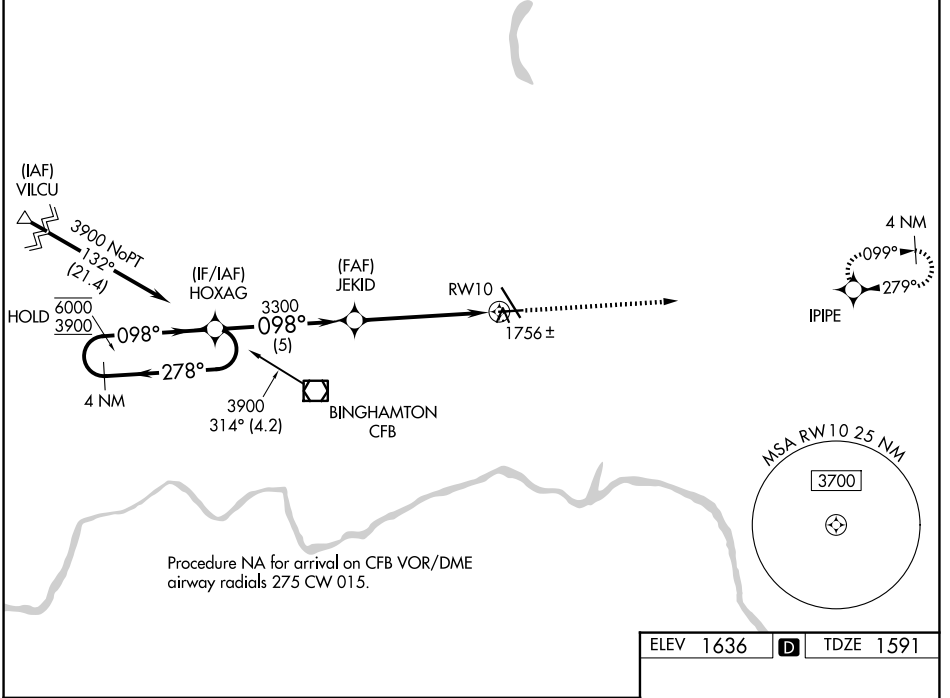 (IAF)
VILCU
3900 NoPT
132°
(21.4)
(IF/IAF)
HOXAG
(FAF)
JEKID
RW10
4 NM
099°
279°
IPIPE
HOLD
6000
3900
098°
3300
098°
(5)
1756 ±
278°
4 NM
3900
314° (4.2)
BINGHAMTON
CFB
MSA RW10 25 NM
3700
Procedure NA for arrival on CFB VOR/DME
airway radials 275 CW 015.
ELEV 1636 D TDZE 1591